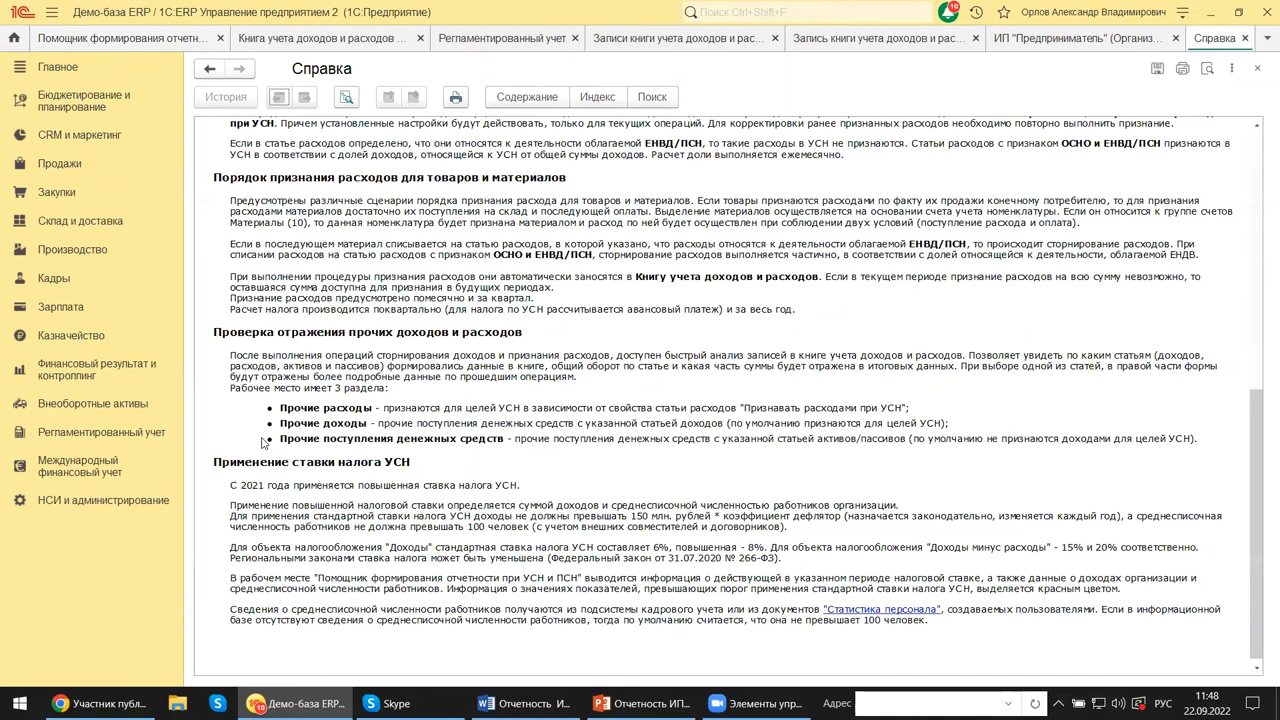 Демо-база ERP / 1С:ERP Управление предприятием 2 (1С:Предприятие)
Поиск Ctrl+Shift+F
10
Орлов Александр Владимирович
Помощник формирования отчетн...
Книга учета доходов и расходов ...
Регламентированный учет
Записи книги учета доходов и рас...
Запись книги учета доходов и рас...
ИП "Предприниматель" (Организ...
Справка
Главное
Бюджетирование и
планирование
CRM и маркетинг
Продажи
Закупки
Склад и доставка
Производство
Кадры
Зарплата
Казначейство
Финансовый результат и
контроллинг
Внеоборотные активы
Регламентированный учет
Международный
финансовый учет
НСИ и администрирование
Справка
История
Содержание
Индекс
Поиск
при УСН. Причем установленные настройки будут действовать, только для текущих операций. Для корректировки ранее признанных расходов необходимо повторно выполнить признание.
Если в статье расходов определено, что они относятся к деятельности облагаемой ЕНВД/ПСН, то такие расходы в УСН не признаются. Статьи расходов с признаком ОСНО и ЕНВД/ПСН признаются в
УСН в соответствии с долей доходов, относящейся к УСН от общей суммы доходов. Расчет доли выполняется ежемесячно.
Порядок признания расходов для товаров и материалов
Предусмотрены различные сценарии порядка признания расхода для товаров и материалов. Если товары признаются расходами по факту их продажи конечному потребителю, то для признания
расходами материалов достаточно их поступления на склад и последующей оплаты. Выделение материалов осуществляется на основании счета учета номенклатуры. Если он относится к группе счетов
Материалы (10), то данная номенклатура будет признана материалами и расход по ней будет осуществлен при соблюдении двух условий (поступление расхода и оплата).
Если в последующем материал списывается на статью расходов, в которой указано, что расходы относятся к деятельности облагаемой ЕНВД/ПСН, то происходит сторнирование расходов. При
списании расходов на статью расходов с признаком ОСНО и ЕНВД/ПСН, сторнирование расходов выполняется частично, в соответствии с долей относящейся к деятельности, облагаемой ЕНДВ.
При выполнении процедуры признания расходов они автоматически заносятся в Книгу учета доходов и расходов. Если в текущем периоде признание расходов на всю сумму невозможно, то
оставшаяся сумма доступна для признания в будущих периодах.
Признание расходов предусмотрено помесячно и за квартал.
Расчет налога производится поквартально (для налога по УСН рассчитывается авансовый платеж) и за весь год.
Проверка отражения прочих доходов и расходов
После выполнения операций сторнирования доходов и признания расходов, доступен быстрый анализ записей в книге учета доходов и расходов. Позволяет увидеть по каким статьям (доходов,
расходов, активов и пассивов) формировались данные в книге, общий оборот по статье и какая часть суммы будет отражена в итоговых данных. При выборе одной из статей, в правой части формы
будут отражены более подробные данные по прошедшим операциям.
Рабочее место имеет 3 раздела:
• Прочие расходы - признаются для целей УСН в зависимости от свойства статьи расходов "Признавать расходами при УСН";
• Прочие доходы - прочие поступления денежных средств с указанной статьей доходов (по умолчанию признаются для целей УСН);
• Прочие поступления денежных средств - прочие поступления денежных средств с указанной статьей активов/пассивов (по умолчанию не признаются доходами для целей УСН).
Применение ставки налога УСН
С 2021 года применяется повышенная ставка налога УСН.
Применение повышенной налоговой ставки определяется суммой доходов и среднесписочной численностью работников организации.
Для применения стандартной ставки налога УСН доходы не должны превышать 150 млн. рублей * коэффициент дефлятор (назначается законодательно, изменяется каждый год), а среднесписочная
численность работников не должна превышать 100 человек (с учетом внешних совместителей и договорников).
Для объекта налогообложения "Доходы" стандартная ставка налога УСН составляет 6%, повышенная - 8%. Для объекта налогообложения "Доходы минус расходы" - 15% и 20% соответственно.
Региональными законами ставка налога может быть уменьшена (Федеральный закон от 31.07.2020 № 266-ФЗ).
В рабочем месте "Помощник формирования отчетности при УСН и ПСН" выводится информация о действующей в указанном периоде налоговой ставке, а также данные о доходах организации и
среднесписочной численности работников. Информация о значениях показателей, превышающих порог применения стандартной ставки налога УСН, выделяется красным цветом.
Сведения о среднесписочной численности работников получаются из подсистемы кадрового учета или из документов "Статистика персонала", создаваемых пользователями. Если в информационной
базе отсутствуют сведения о среднесписочной численности работников, тогда по умолчанию считается, что она не превышает 100 человек.
Участник публ...
Демо-база ERP...
Skype
Отчетность И...
Отчетность ИП...
Элементы упр...
Адрес
РУС
11:48
22.09.2022